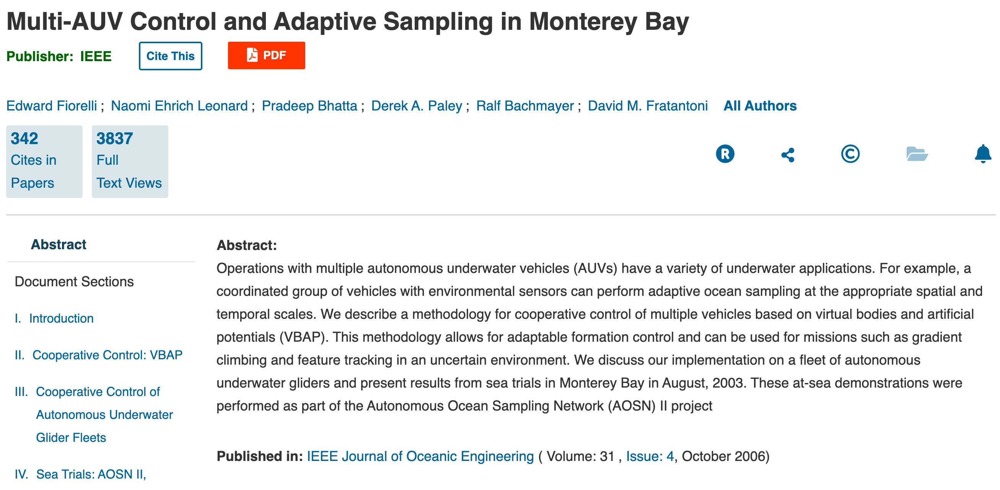 Multi-AUV Control and Adaptive Sampling in Monterey Bay
Publisher: IEEE
Cite This
PDF
Edward Fiorelli ; Naomi Ehrich Leonard ; Pradeep Bhatta ; Derek A. Paley ; Ralf Bachmayer ; David M. Fratantoni All Authors
342
Cites in
Papers
3837
Full
Text Views
R
©
Abstract
Document Sections
I. Introduction
II. Cooperative Control: VBAP
III. Cooperative Control of
Autonomous Underwater
Glider Fleets
IV. Sea Trials: AOSN II,
Abstract:
Operations with multiple autonomous underwater vehicles (AUVs) have a variety of underwater applications. For example, a
coordinated group of vehicles with environmental sensors can perform adaptive ocean sampling at the appropriate spatial and
temporal scales. We describe a methodology for cooperative control of multiple vehicles based on virtual bodies and artificial
potentials (VBAP). This methodology allows for adaptable formation control and can be used for missions such as gradient
climbing and feature tracking in an uncertain environment. We discuss our implementation on a fleet of autonomous
underwater gliders and present results from sea trials in Monterey Bay in August, 2003. These at-sea demonstrations were
performed as part of the Autonomous Ocean Sampling Network (AOSN) II project
Published in: IEEE Journal of Oceanic Engineering ( Volume: 31 , Issue: 4, October 2006)